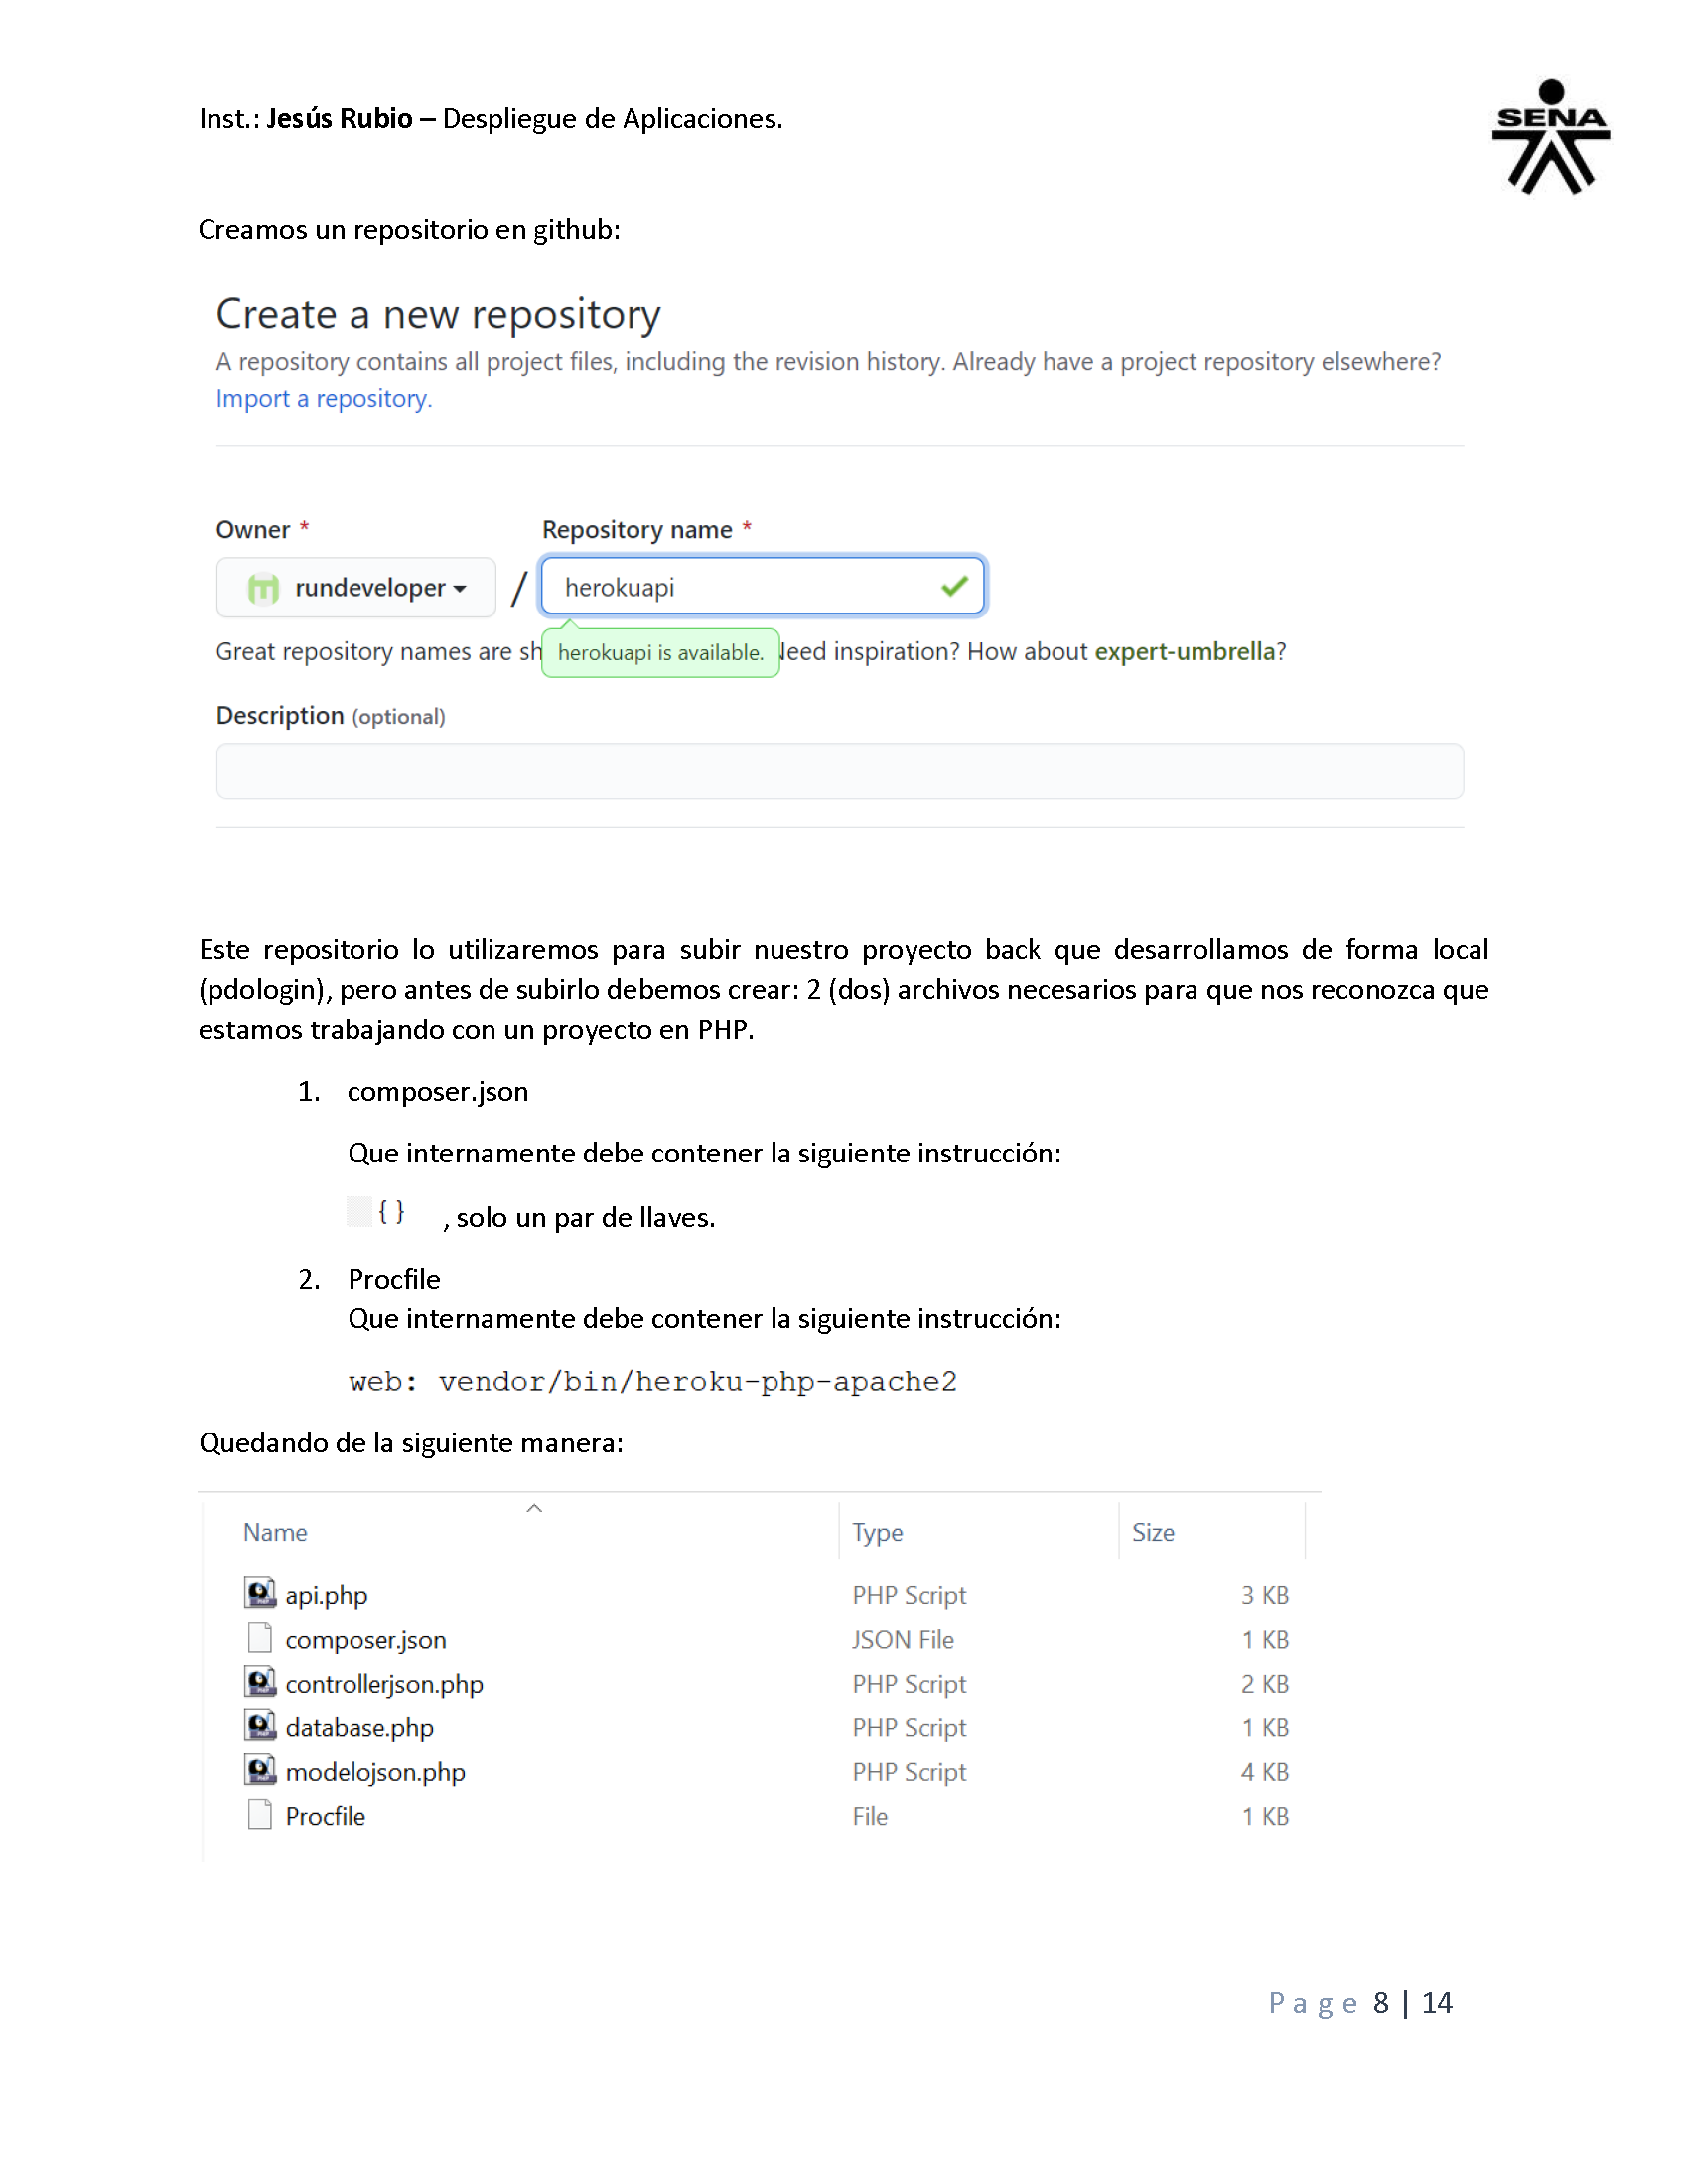 Inst.: Jesús Rubio – Despliegue de Aplicaciones.
SENA
Creamos un repositorio en github:
Create a new repository
A repository contains all project files, including the revision history. Already have a project repository elsewhere?
Import a repository.
Owner * Repository name *
rundeveloper / herokuapi
Great repository names are sh herokuapi is available. Need inspiration? How about expert-umbrella?
Description (optional)
Este repositorio lo utilizaremos para subir nuestro proyecto back que desarrollamos de forma local
(pdologin), pero antes de subirlo debemos crear: 2 (dos) archivos necesarios para que nos reconozca que
estamos trabajando con un proyecto en PHP.
1. composer.json
Que internamente debe contener la siguiente instrucción:
{} , solo un par de llaves.
2. Procfile
Que internamente debe contener la siguiente instrucción:
web: vendor/bin/heroku-php-apache2
Quedando de la siguiente manera:
Name Type Size
api.php PHP Script 3 KB
composer.json JSON File 1 KB
controllerjson.php PHP Script 2 KB
database.php PHP Script 1 KB
modelojson.php PHP Script 4 KB
Procfile File 1 KB
Page 8 | 14